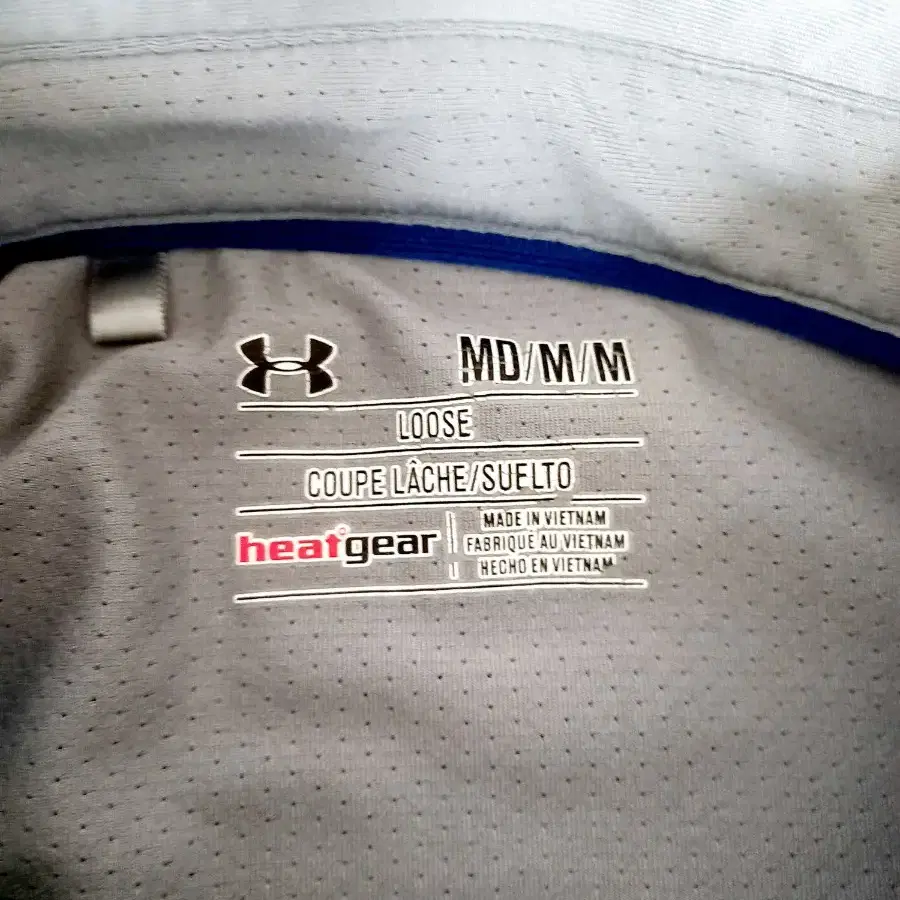 MD/M/M
LOOSE
COUPE LÂCHE/SUELTO
heatgear
MADE IN VIETNAM
FABRIQUÉ AU VIETNAM
HECHO EN VIETNAM